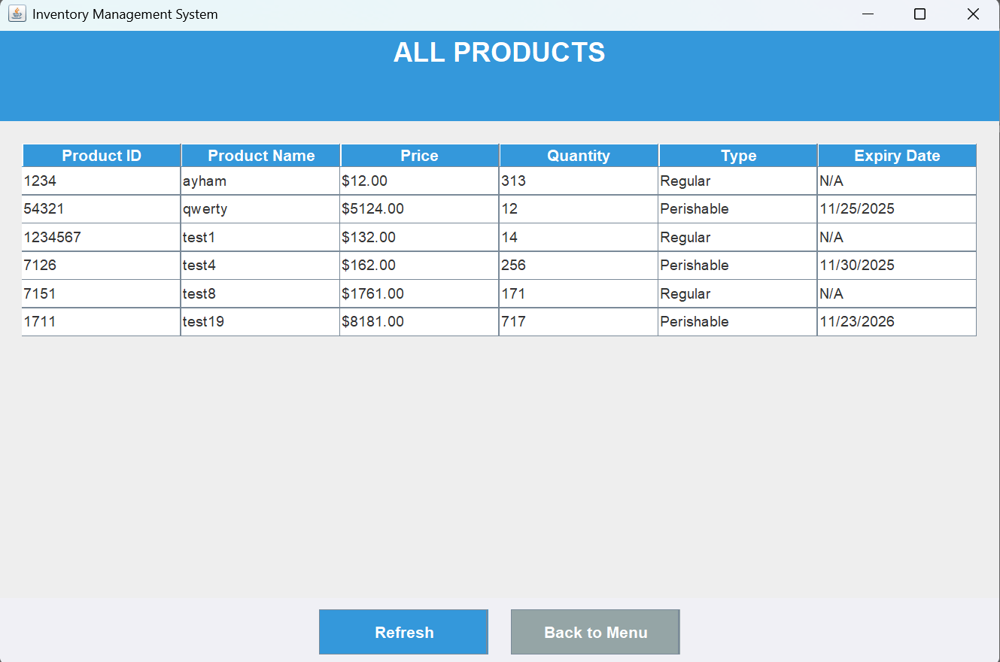 Inventory Management System
ALL PRODUCTS
Product ID Product Name Price Quantity Type Expiry Date
1234 ayham $12.00 313 Regular N/A
54321 qwerty $5124.00 12 Perishable 11/25/2025
1234567 test1 $132.00 14 Regular N/A
7126 test4 $162.00 256 Perishable 11/30/2025
7151 test8 $1761.00 171 Regular N/A
1711 test19 $8181.00 717 Perishable 11/23/2026
Refresh Back to Menu